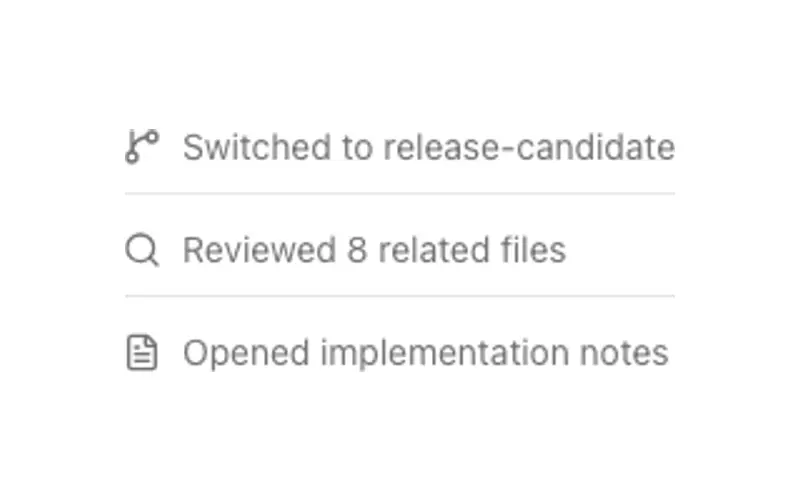 Switched to release-candidate
Reviewed 8 related files
Opened implementation notes